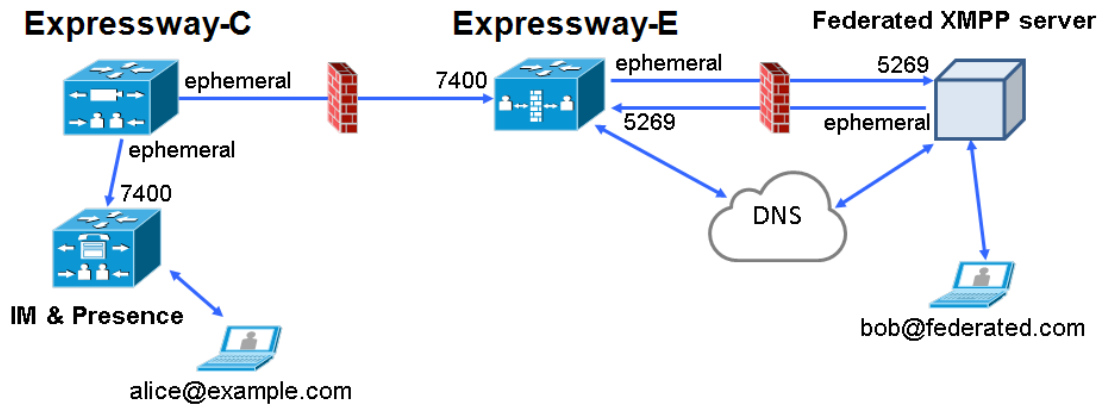 Expressway-C
Expressway-E
Federated XMPP server
ephemeral
7400
ephemeral
5269
5269
ephemeral
ephemeral
7400
DNS
IM & Presence
alice@example.com
bob@federated.com